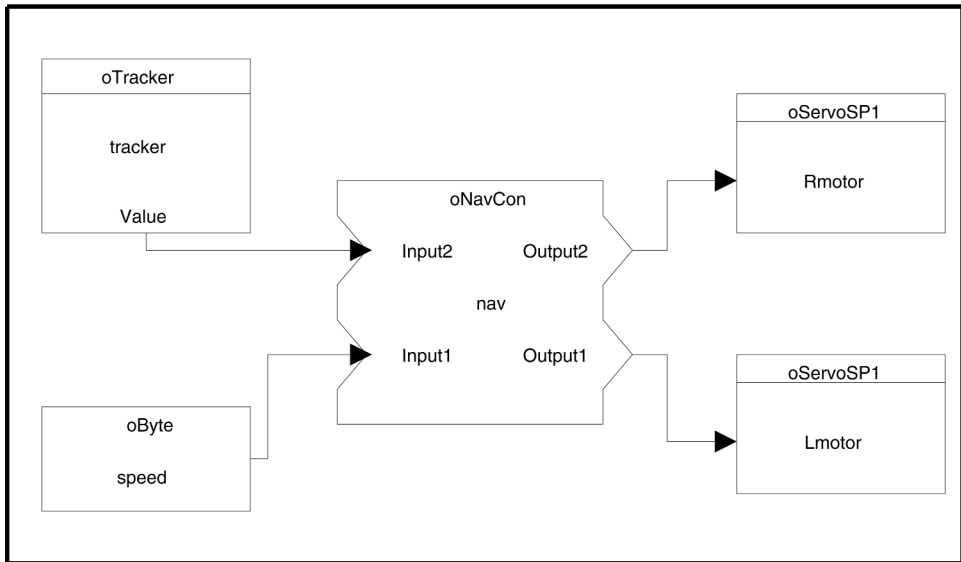 oTracker
tracker
Value
oByte
speed
oNavCon
Input2 Output2
nav
Input1 Output1
oServoSP1
Rmotor
oServoSP1
Lmotor